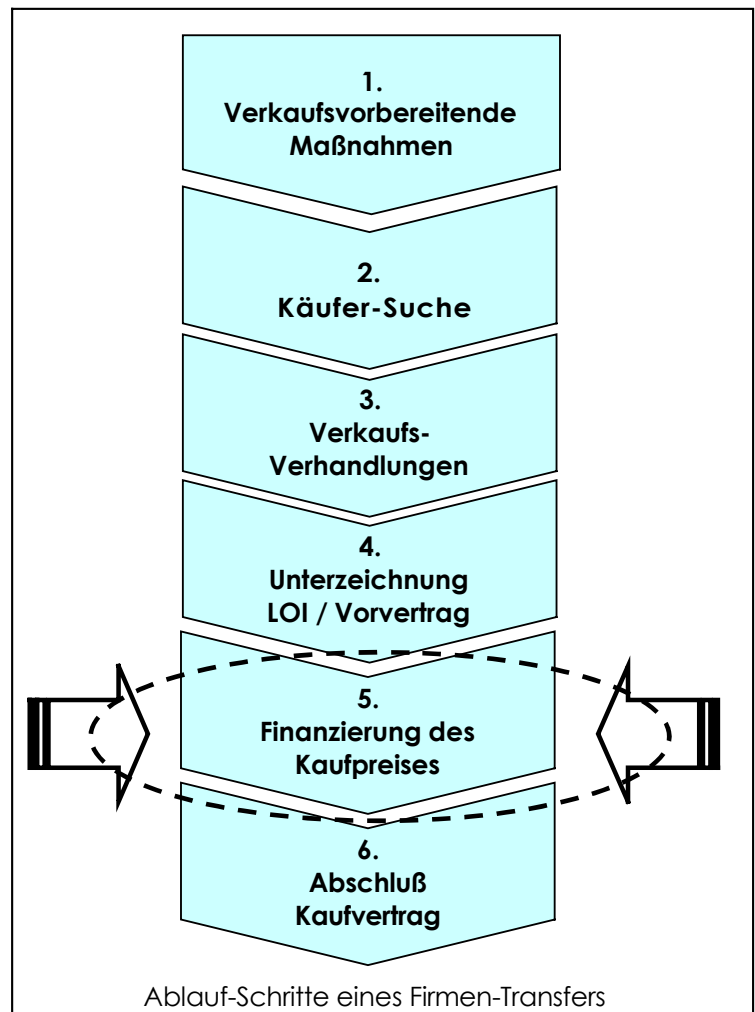 1.
Verkaufsvorbereitende
Maßnahmen
2.
Käufer-Suche
3.
Verkaufs-
Verhandlungen
4.
Unterzeichnung
LOI / Vorvertrag
5.
Finanzierung des
Kaufpreises
6.
Abschluß
Kaufvertrag
Ablauf-Schritte eines Firmen-Transfers